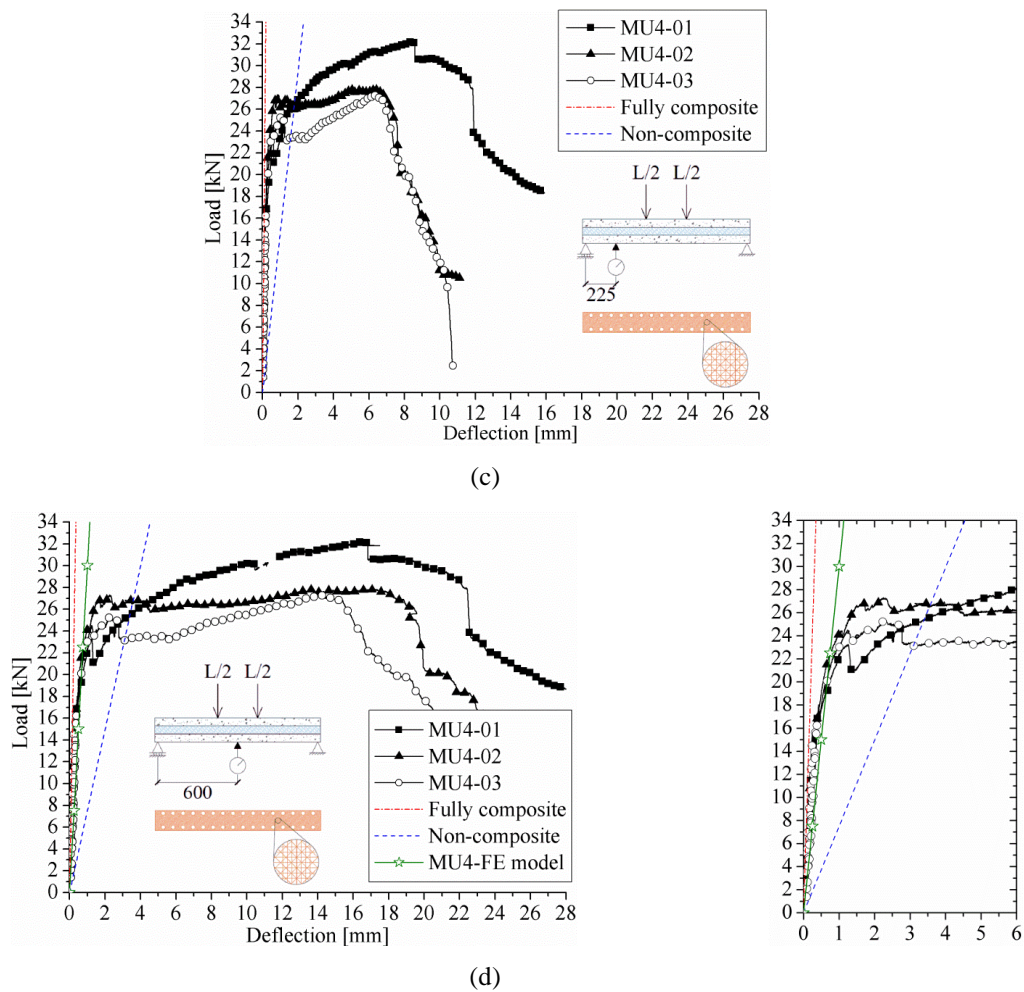 34
32
30
28
26
24
22
20
18
16
14
12
10
8
6
4
2
0
Load [kN]
0 2 4 6 8 10 12 14 16 18 20 22 24 26 28
Deflection [mm]
MU4-01
MU4-02
MU4-03
Fully composite
Non-composite
L/2 L/2
225
(c)
34
32
30
28
26
24
22
20
18
16
14
12
10
8
6
4
2
0
Load [kN]
0 2 4 6 8 10 12 14 16 18 20 22 24 26 28
Deflection [mm]
L/2 L/2
600
MU4-01
MU4-02
MU4-03
Fully composite
Non-composite
MU4-FE model
34
32
30
28
26
24
22
20
18
16
14
12
10
8
6
4
2
0
0 1 2 3 4 5 6
(d)